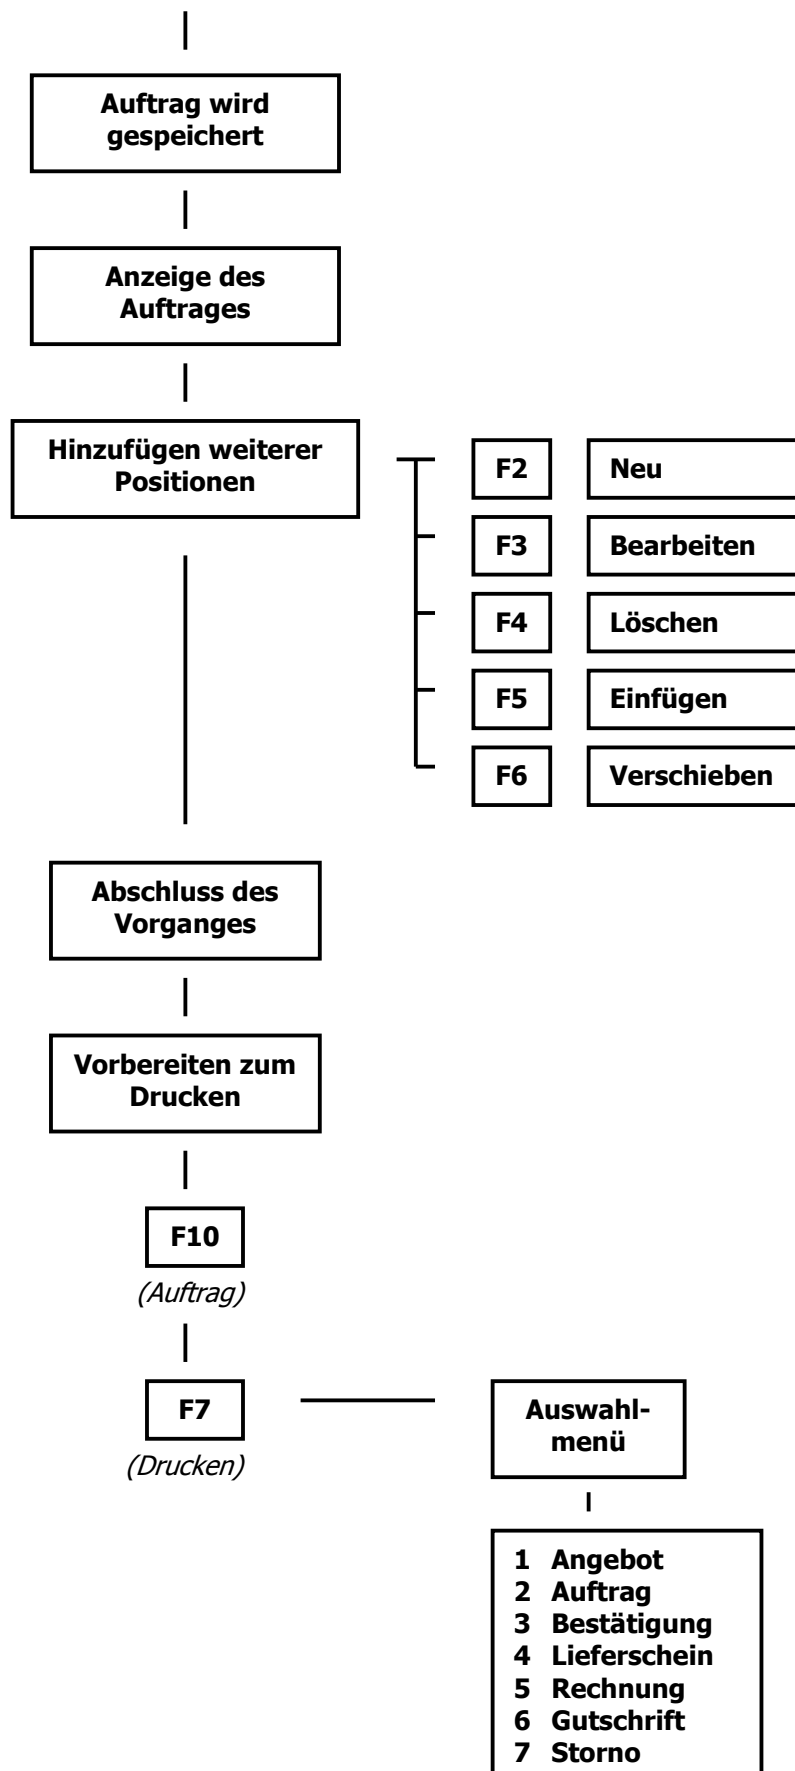 Auftrag wird
gespeichert
Anzeige des
Auftrages
Hinzufügen weiterer
Positionen
F2 Neu
F3 Bearbeiten
F4 Löschen
F5 Einfügen
F6 Verschieben
Abschluss des
Vorganges
Vorbereiten zum
Drucken
F10
(Auftrag)
F7
(Drucken)
Auswahl-
menü
1 Angebot
2 Auftrag
3 Bestätigung
4 Lieferschein
5 Rechnung
6 Gutschrift
7 Storno